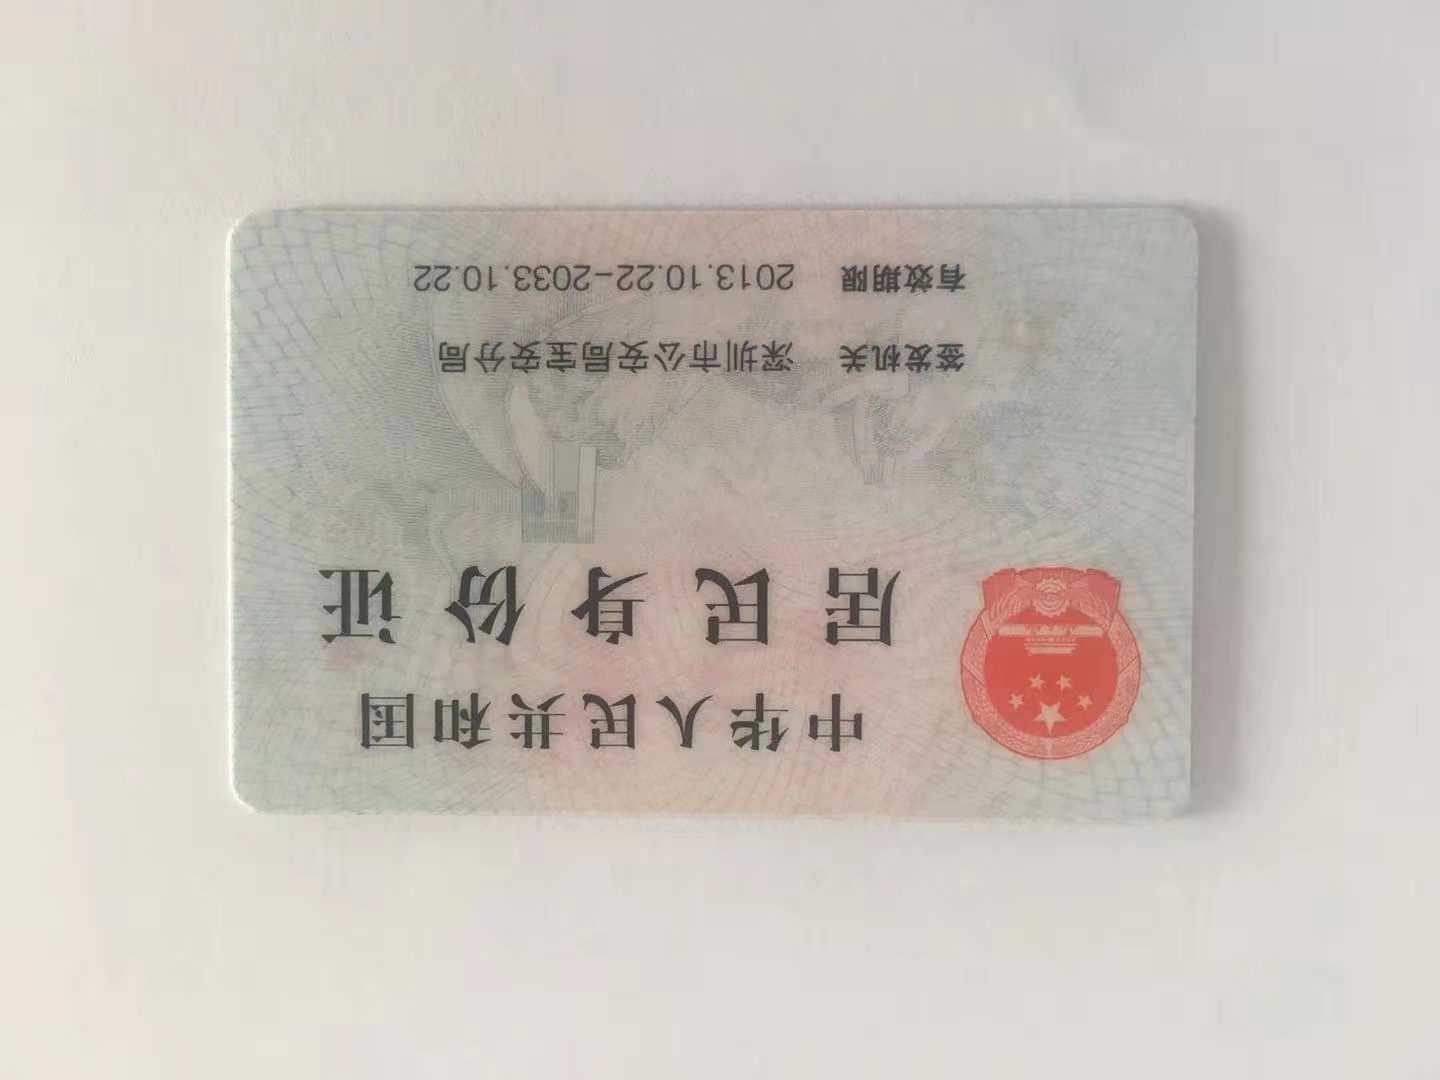 中华人民共和国
居民身份证
签发机关 深圳市公安局宝安分局
有效期限 2013.10.22-2033.10.22